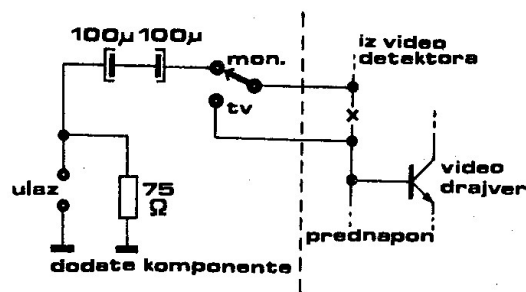 100μ 100μ
mon.
iz video
detektora
tv
x
ulaz
75
Ω
video
drajver
prednapon
dodate komponente